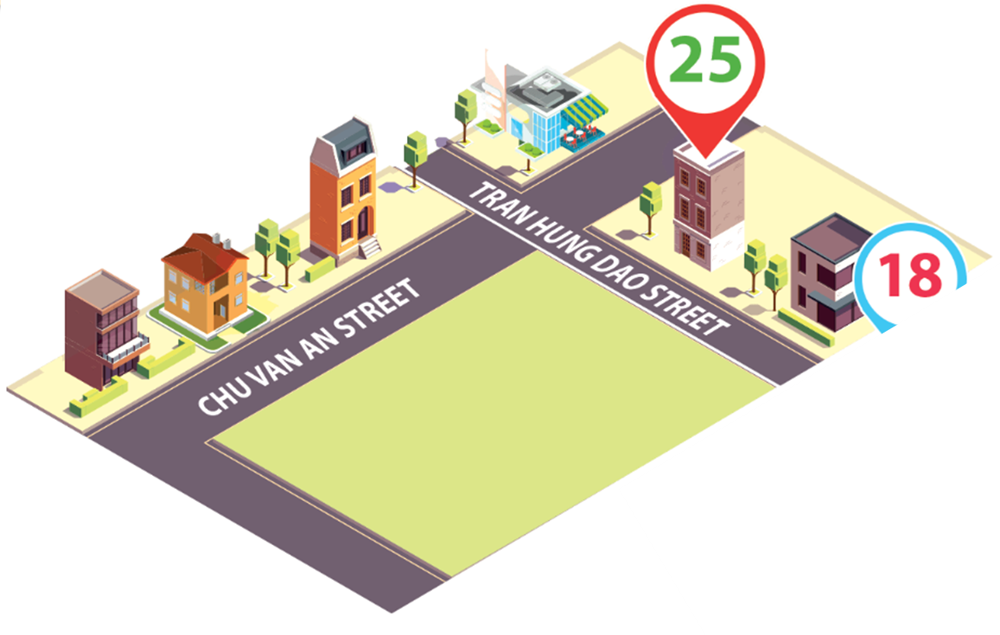 25
TRAN HUNG DAO STREET
18
CHU VAN AN STREET